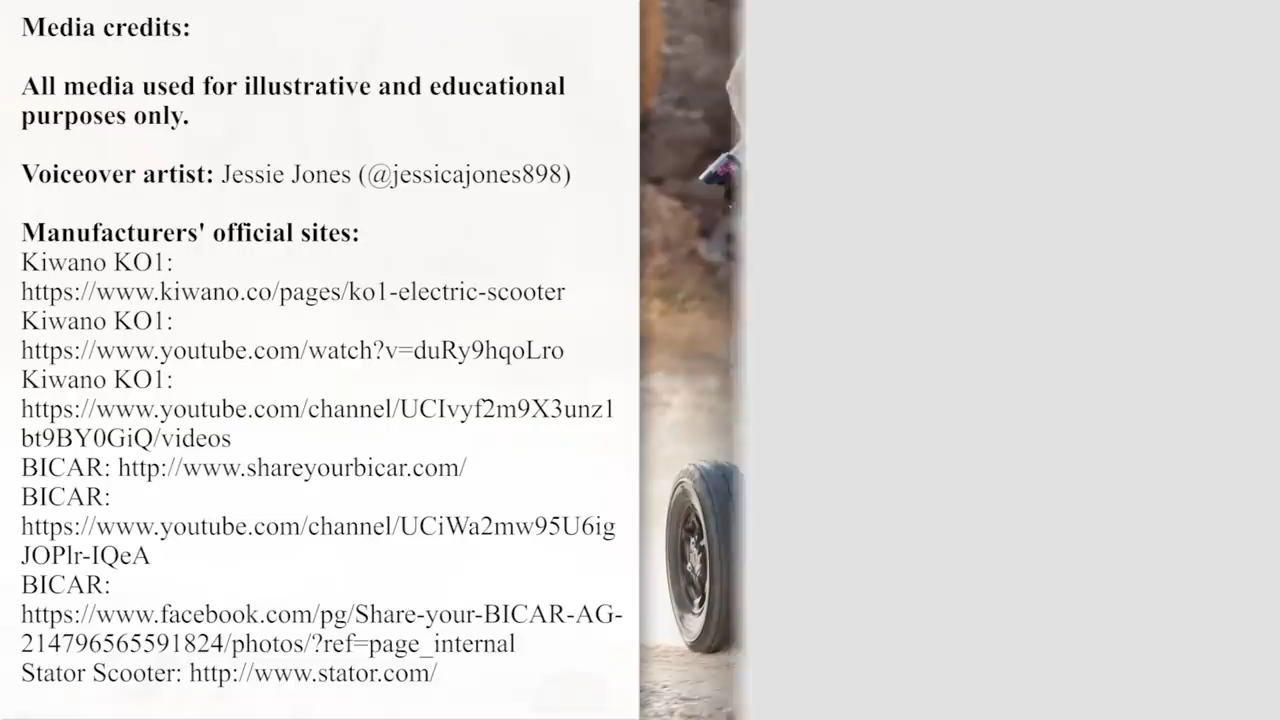 Media credits:
All media used for illustrative and educational
purposes only.
Voiceover artist: Jessie Jones (@jessicajones898)
Manufacturers' official sites:
Kiwano KO1:
https://www.kiwano.co/pages/ko1-electric-scooter
Kiwano KO1:
https://www.youtube.com/watch?v=duRy9hqoLro
Kiwano KO1:
https://www.youtube.com/channel/UCIvyf2m9X3unz1
bt9BY0GiQ/videos
BICAR: http://www.shareyourbicar.com/
BICAR:
https://www.youtube.com/channel/UCiWa2mw95U6ig
JOPlr-IQeA
BICAR:
https://www.facebook.com/pg/Share-your-BICAR-AG-
214796565591824/photos/?ref=page_internal
Stator Scooter: http://www.stator.com/